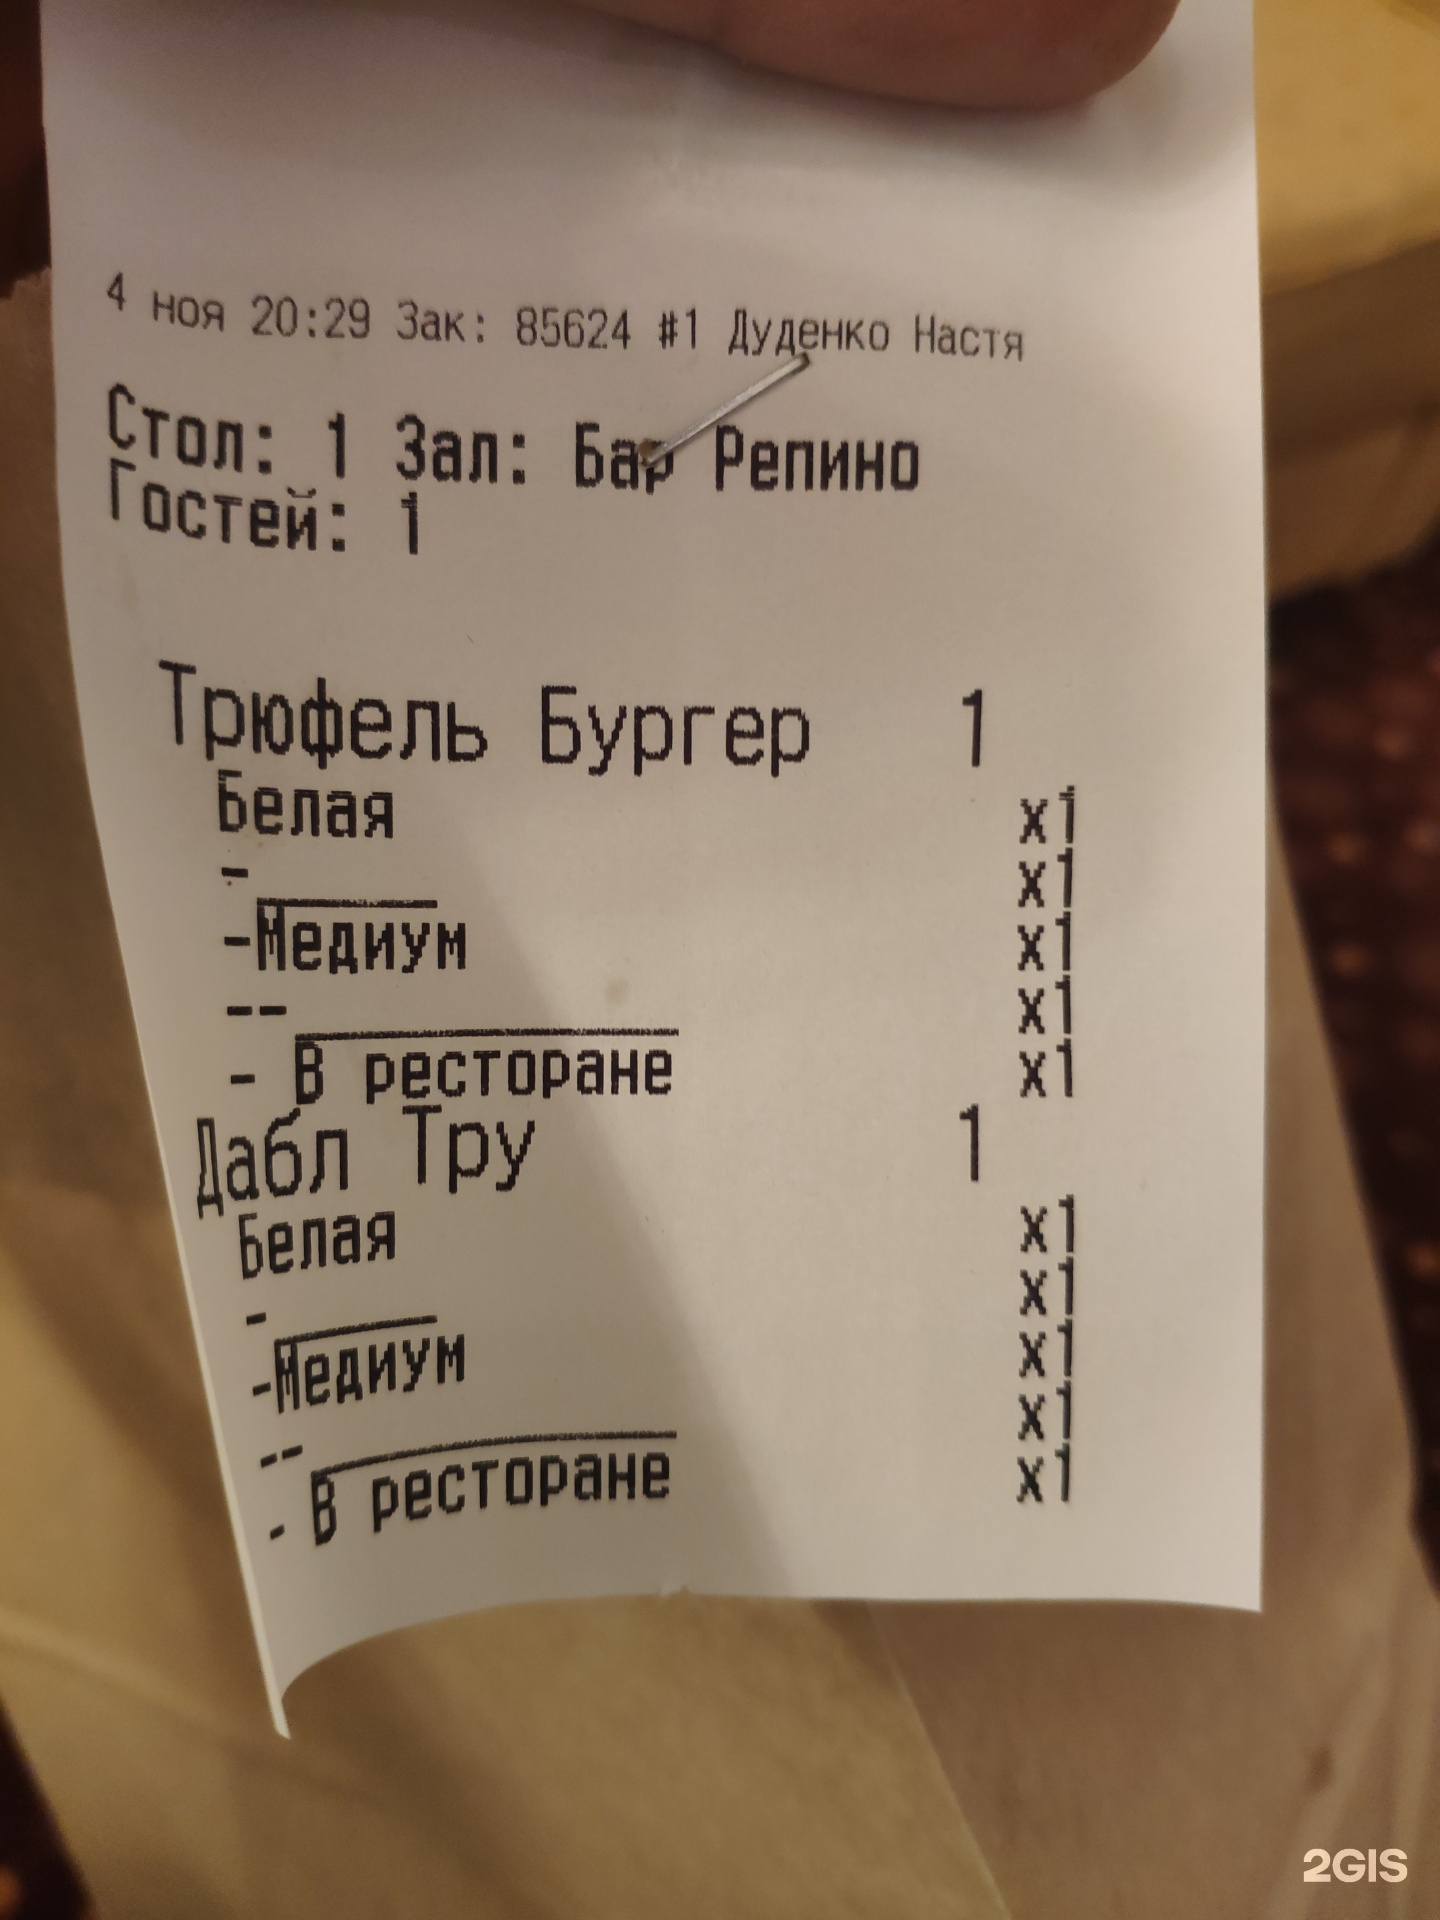 4 ноя 20:29 Зак: 85624 #1 Дуденко Настя
Стол: 1 Зал: Бар Репино
Гостей: 1
Трюфель Бургер 1
Белая x1
- x1
-Медиум x1
-- x1
- В ресторане x1
Дабл Тру 1
Белая x1
- x1
-Медиум x1
-- x1
- В ресторане x1
2GIS